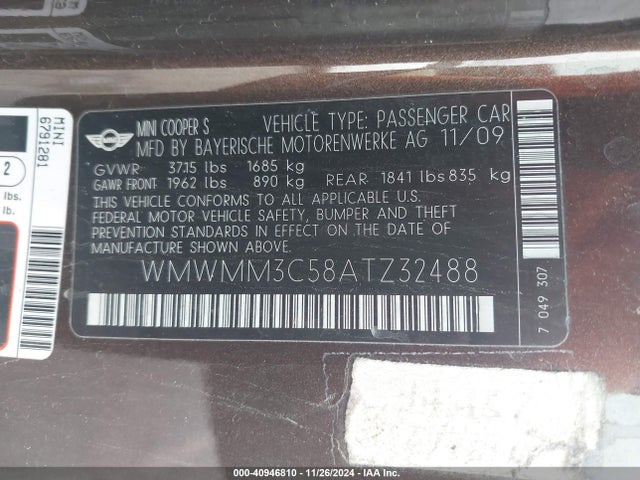 MINI COOPER S VEHICLE TYPE: PASSENGER CAR
MFD BY BAYERISCHE MOTORENWERKE AG 11/09
GVWR 3715 lbs 1685 kg
GAWR FRONT 1962 lbs 890 kg REAR 1841 lbs 835 kg
THIS VEHICLE CONFORMS TO ALL APPLICABLE U.S.
FEDERAL MOTOR VEHICLE SAFETY, BUMPER AND THEFT
PREVENTION STANDARDS IN EFFECT ON THE DATE OF
MANUFACTURE SHOWN ABOVE.
WMWMM3C58ATZ32488
7 049 307
MINI
6791281
2
lbs.
lb.
000-40946810 - 11/26/2024 - IAA Inc.